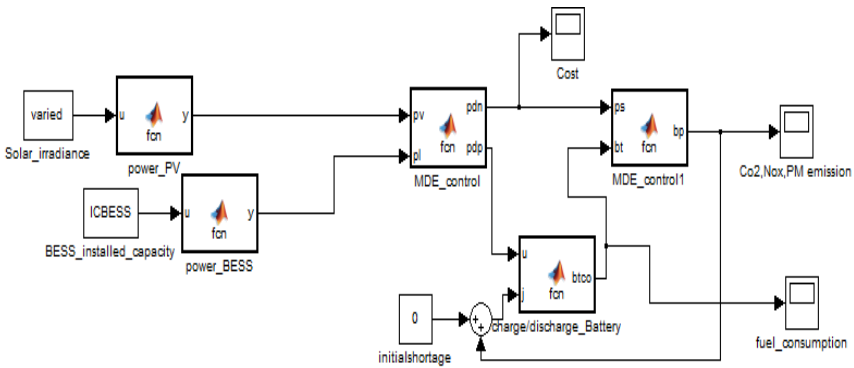 Cost
varied
Solar_irradiance
u
fcn
y
power_PV
pv
pl
fcn
pdn
pdp
MDE_control
ps
bt
fcn
bp
MDE_control1
Co2,Nox,PM emission
ICBESS
BESS_installed_capacity
u
fcn
y
power_BESS
u
j
fcn
btco
charge/discharge_Battery
0
initialshortage
+
+
fuel_consumption